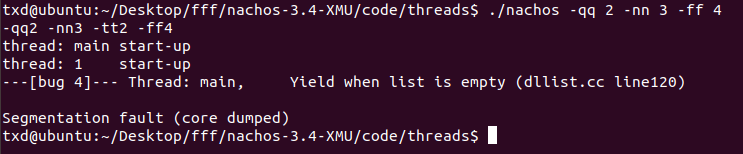 txd@ubuntu:~/Desktop/fff/nachos-3.4-XMU/code/threads$ ./nachos -qq 2 -nn 3 -ff 4
-qq2 -nn3 -tt2 -ff4
thread: main start-up
thread: 1    start-up
---[bug 4]--- Thread: main,     Yield when list is empty (dllist.cc line120)
Segmentation fault (core dumped)
txd@ubuntu:~/Desktop/fff/nachos-3.4-XMU/code/threads$